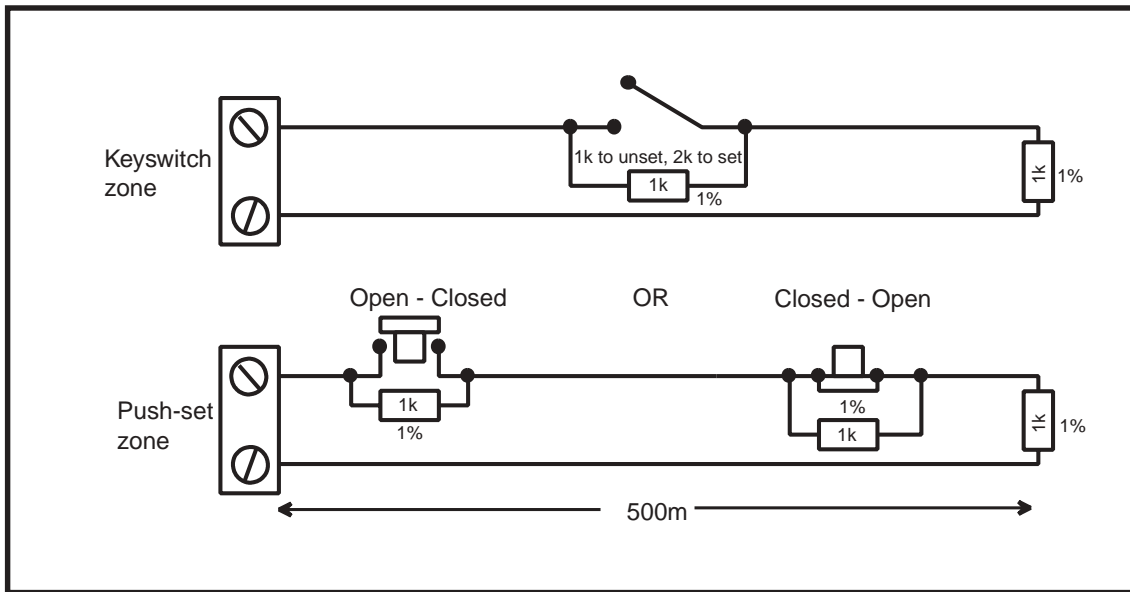 Keyswitch
zone
1k to unset, 2k to set
1k
1%
1k
1%
Open - Closed
OR
Closed - Open
Push-set
zone
1k
1%
1%
1k
1k
1%
500m